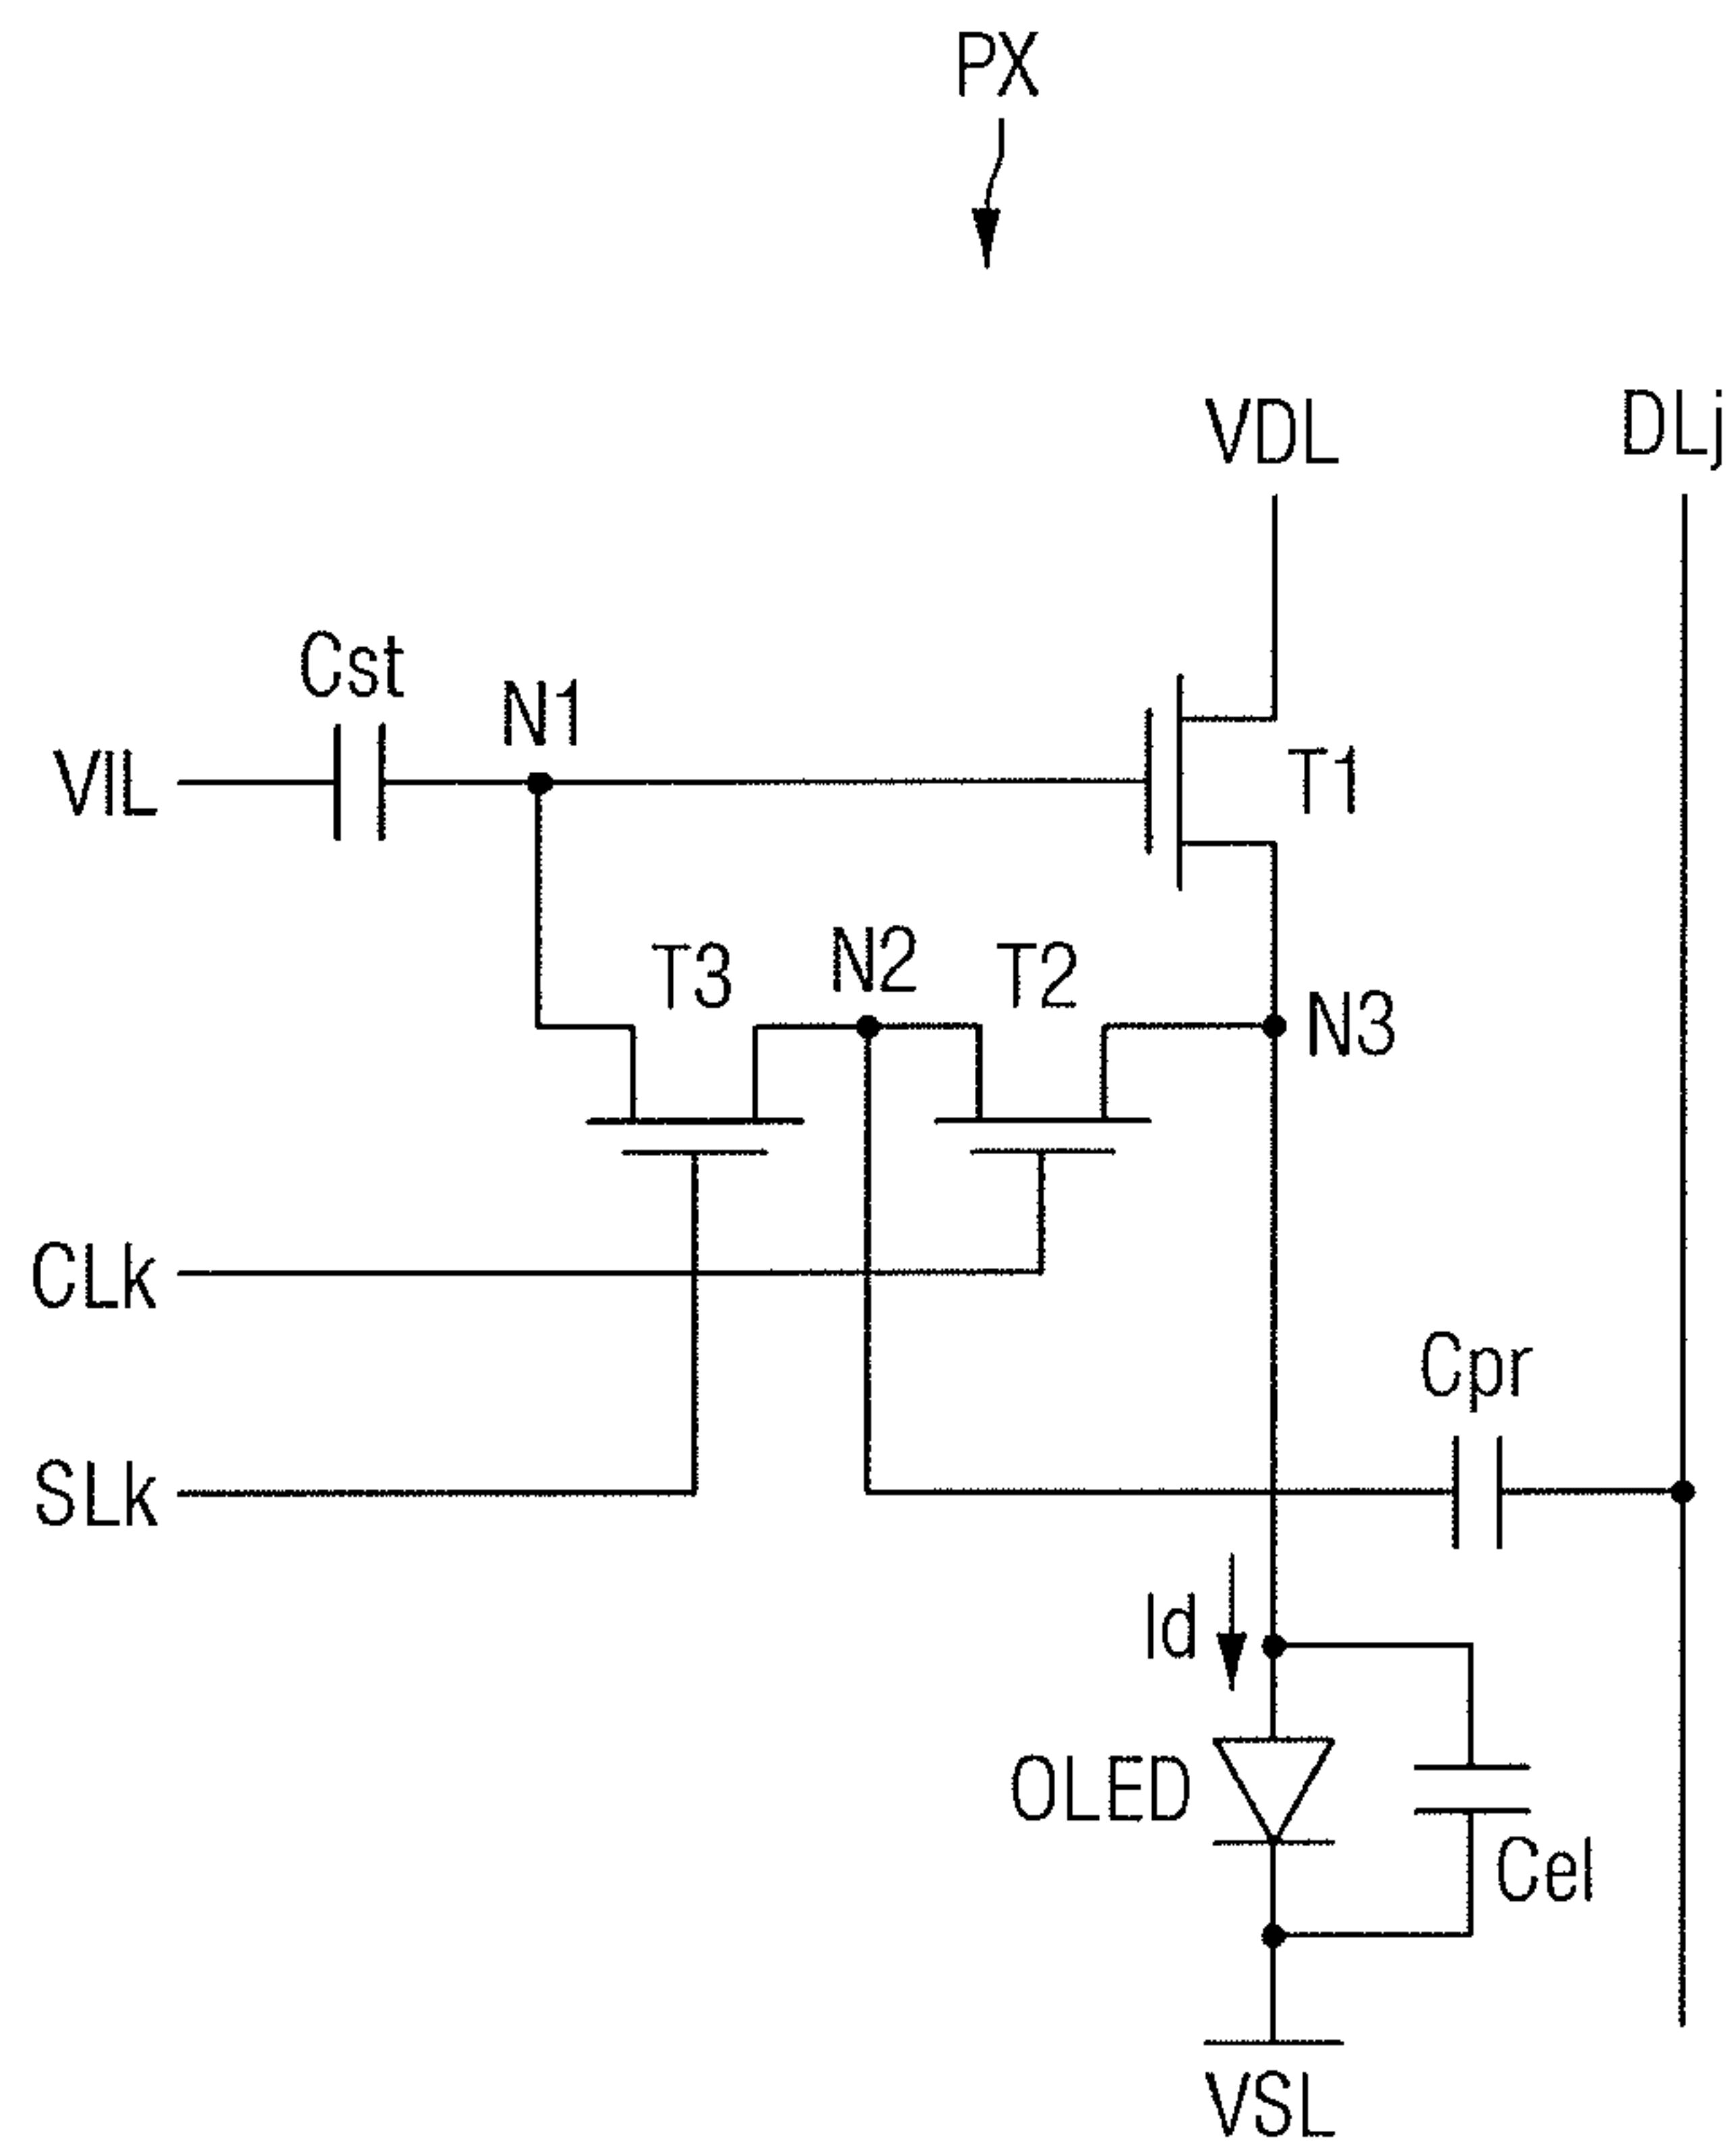 PX
VDL
DLj
Cst
N1
VIL
T1
T3
N2
T2
N3
CLk
Cpr
SLk
Id
OLED
Cel
VSL